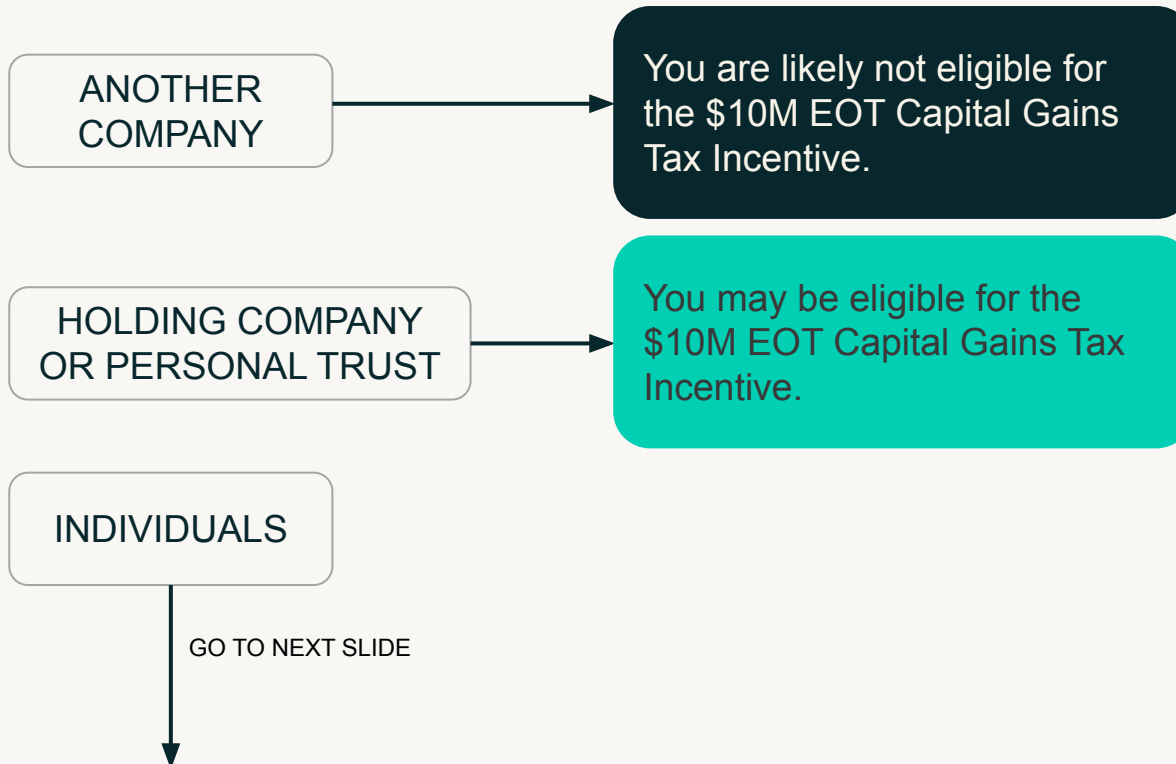 ANOTHER
COMPANY
You are likely not eligible for
the $10M EOT Capital Gains
Tax Incentive.
HOLDING COMPANY
OR PERSONAL TRUST
You may be eligible for the
$10M EOT Capital Gains Tax
Incentive.
INDIVIDUALS
GO TO NEXT SLIDE